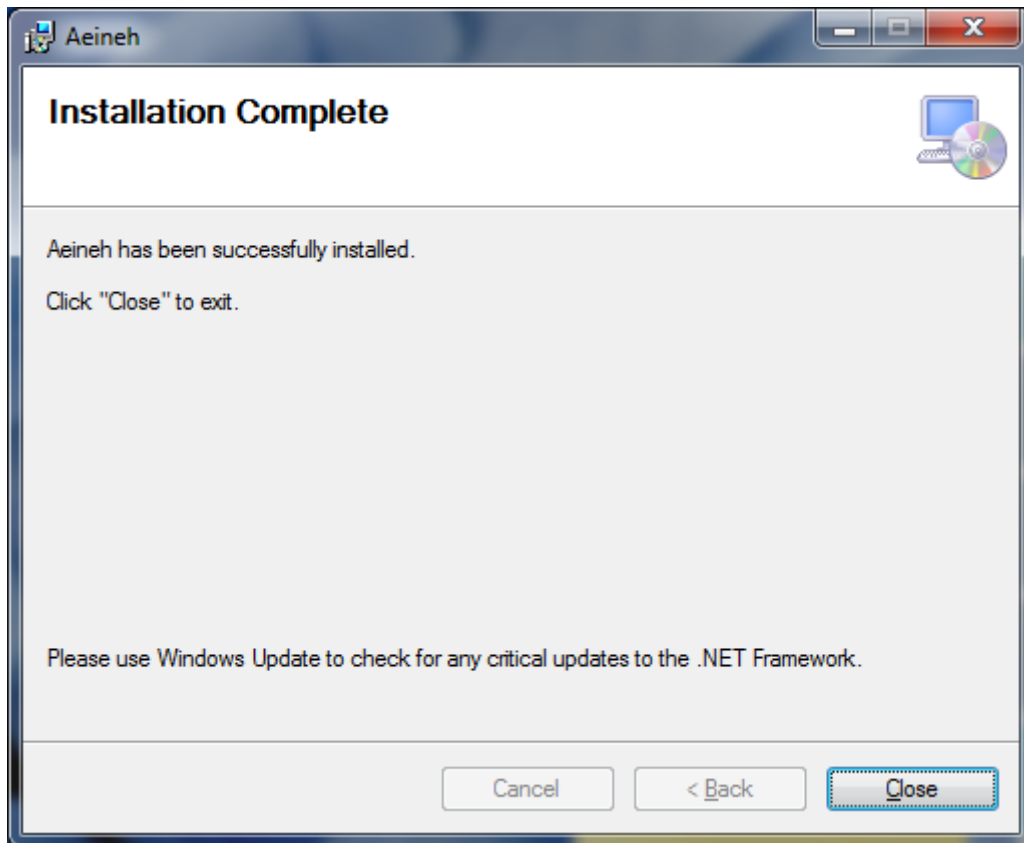 Aeineh
Installation Complete
Aeineh has been successfully installed.
Click "Close" to exit.
Please use Windows Update to check for any critical updates to the .NET Framework.
Cancel
< Back
Close